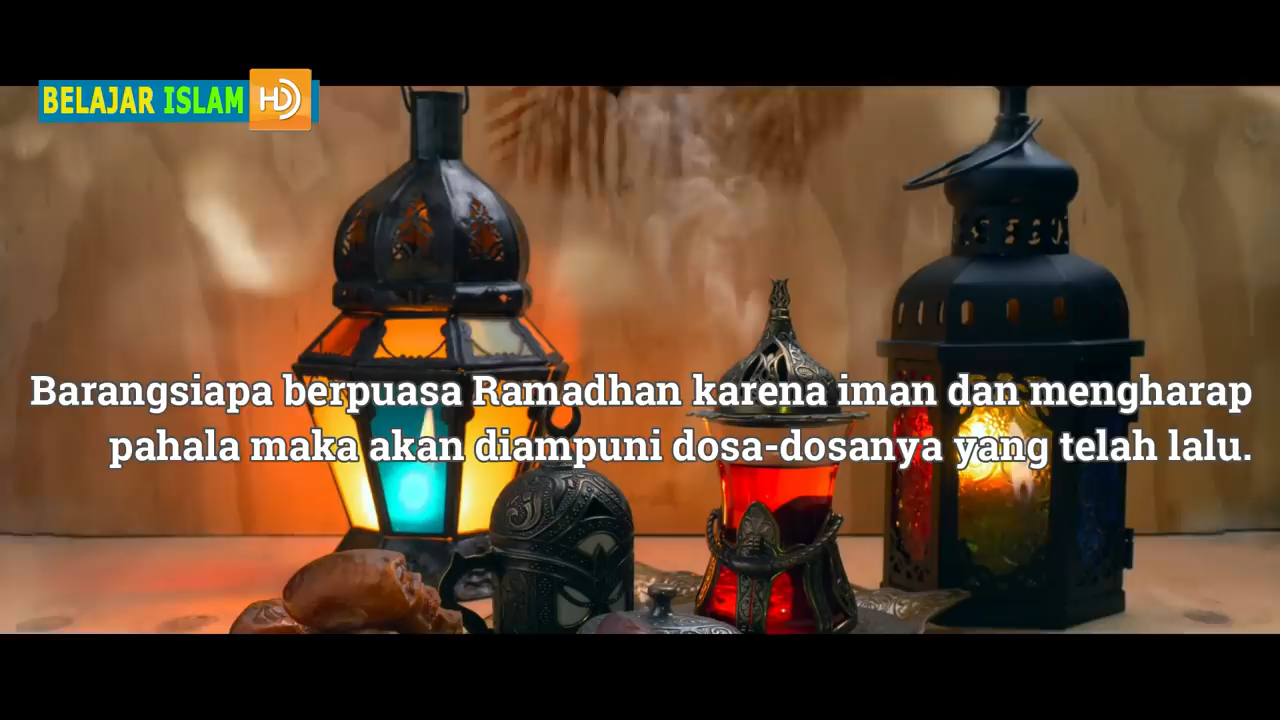 BELAJAR ISLAM HD
Barangsiapa berpuasa Ramadhan karena iman dan mengharap
pahala maka akan diampuni dosa-dosanya yang telah lalu.